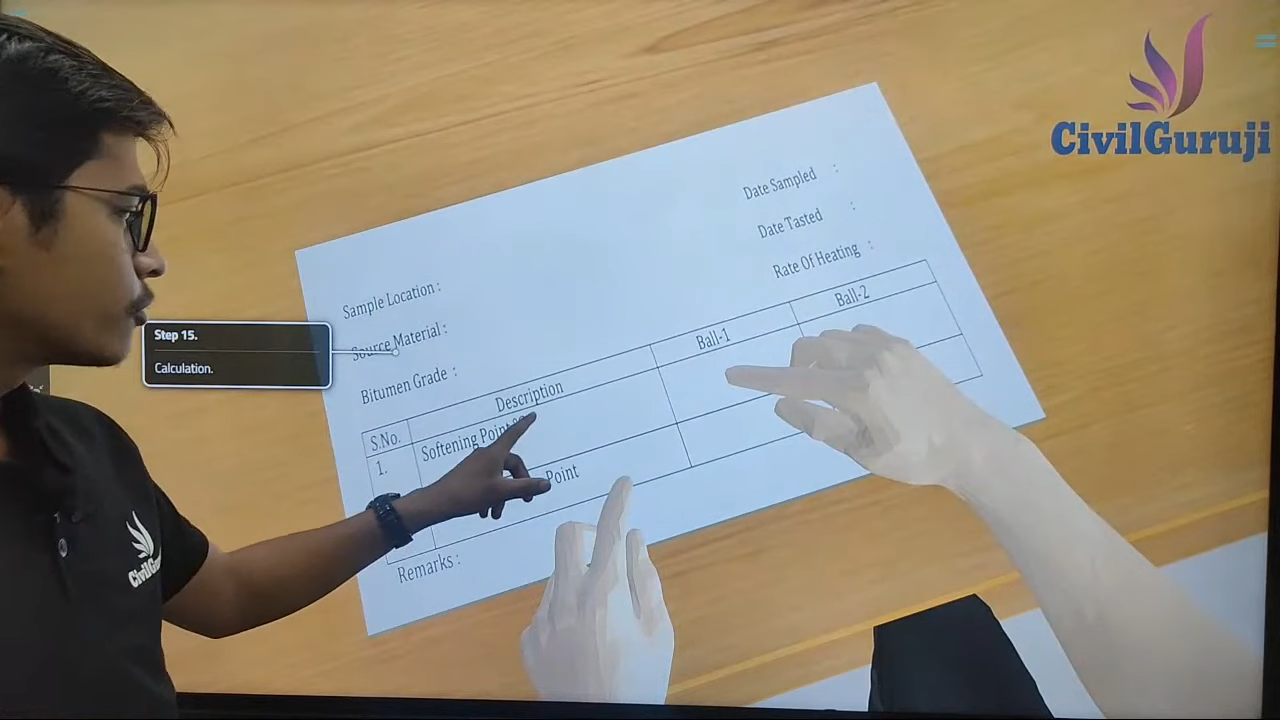 CivilGuruji
Date Sampled :
Date Tasted :
Rate Of Heating :
Sample Location :
Source Material :
Bitumen Grade :
Step 15.
Calculation.
S.No. Description Ball-1 Ball-2
1. Softening Point
Point
Remarks :